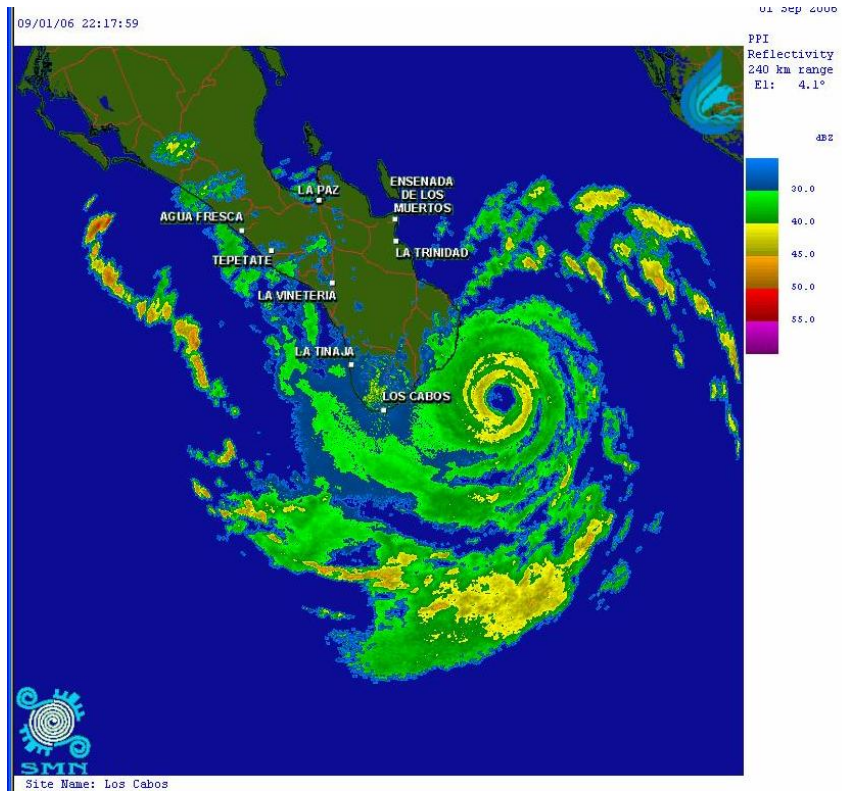 01 Sep 2006
09/01/06 22:17:59
PPI
Reflectivity
240 km range
E1: 4.1°
dBZ
30.0
40.0
45.0
50.0
55.0
LA PAZ
ENSENADA
DE LOS
MUERTOS
AGUA FRESCA
LA TRINIDAD
TEPETATE
LA VINETERIA
LA TINAJA
LOS CABOS
SMN
Site Name: Los Cabos